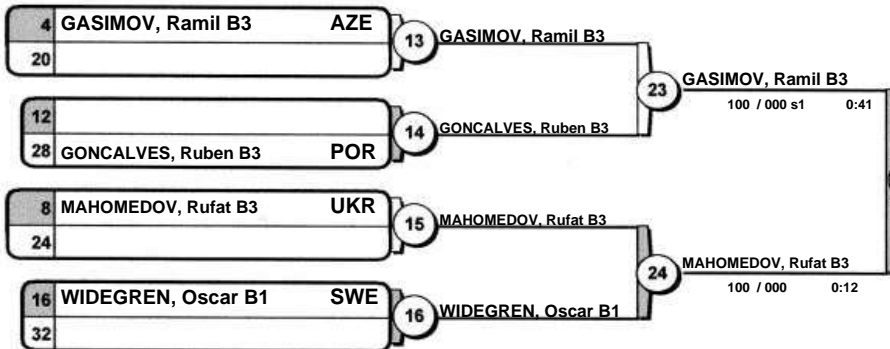 4 GASIMOV, Ramil B3 AZE
20
13
GASIMOV, Ramil B3
12
28 GONCALVES, Ruben B3 POR
14
GONCALVES, Ruben B3
23
GASIMOV, Ramil B3
100 / 000 s1 0:41
8 MAHOMEDOV, Rufat B3 UKR
24
15
MAHOMEDOV, Rufat B3
16 WIDEGREN, Oscar B1 SWE
32
16
WIDEGREN, Oscar B1
24
MAHOMEDOV, Rufat B3
100 / 000 0:12